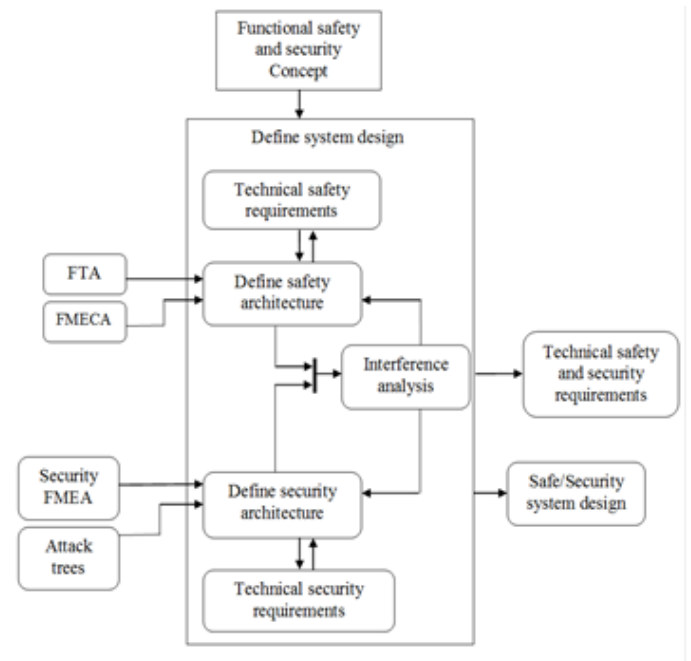 Functional safety
and security
Concept
Define system design
Technical safety
requirements
FTA
Define safety
architecture
FMECA
Interference
analysis
Technical safety
and security
requirements
Security
FMEA
Define security
architecture
Safe/Security
system design
Attack
trees
Technical security
requirements